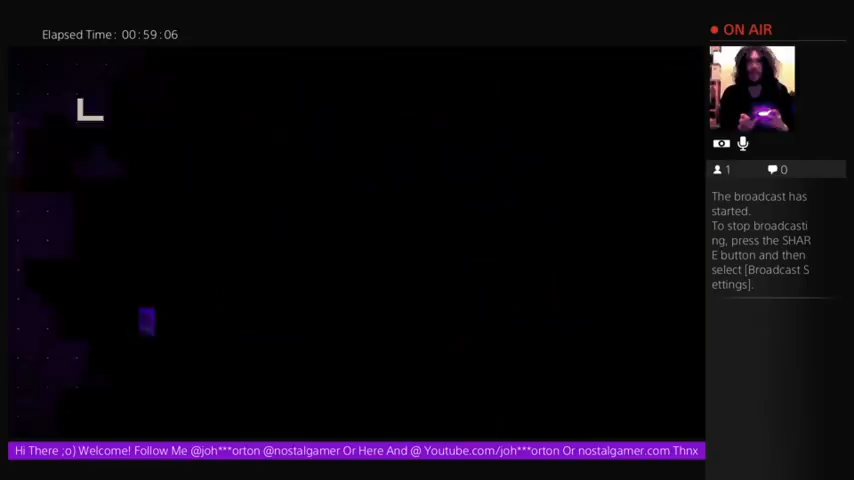 Elapsed Time: 00:59:06
ON AIR
1
0
The broadcast has
started.
To stop broadcasti
ng, press the SHAR
E button and then
select [Broadcast S
ettings].
L
Hi There ;o) Welcome! Follow Me @joh***orton @nostalgamer Or Here And @ Youtube.com/joh***orton Or nostalgamer.com Thnx